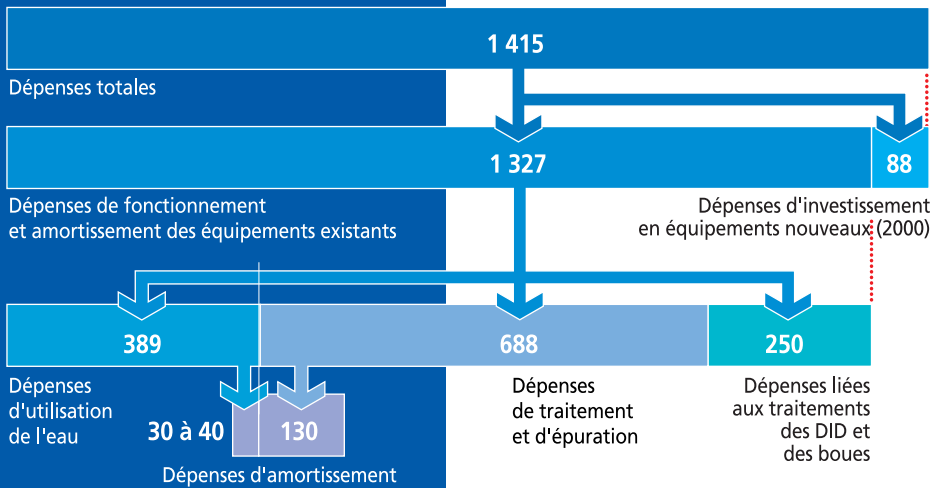 1 415
Dépenses totales
1 327
88
Dépenses de fonctionnement
et amortissement des équipements existants
Dépenses d'investissement
en équipements nouveaux (2000)
389
688
250
Dépenses
d'utilisation
de l'eau
30 à 40
130
Dépenses d'amortissement
Dépenses
de traitement
et d'épuration
Dépenses liées
aux traitements
des DID et
des boues